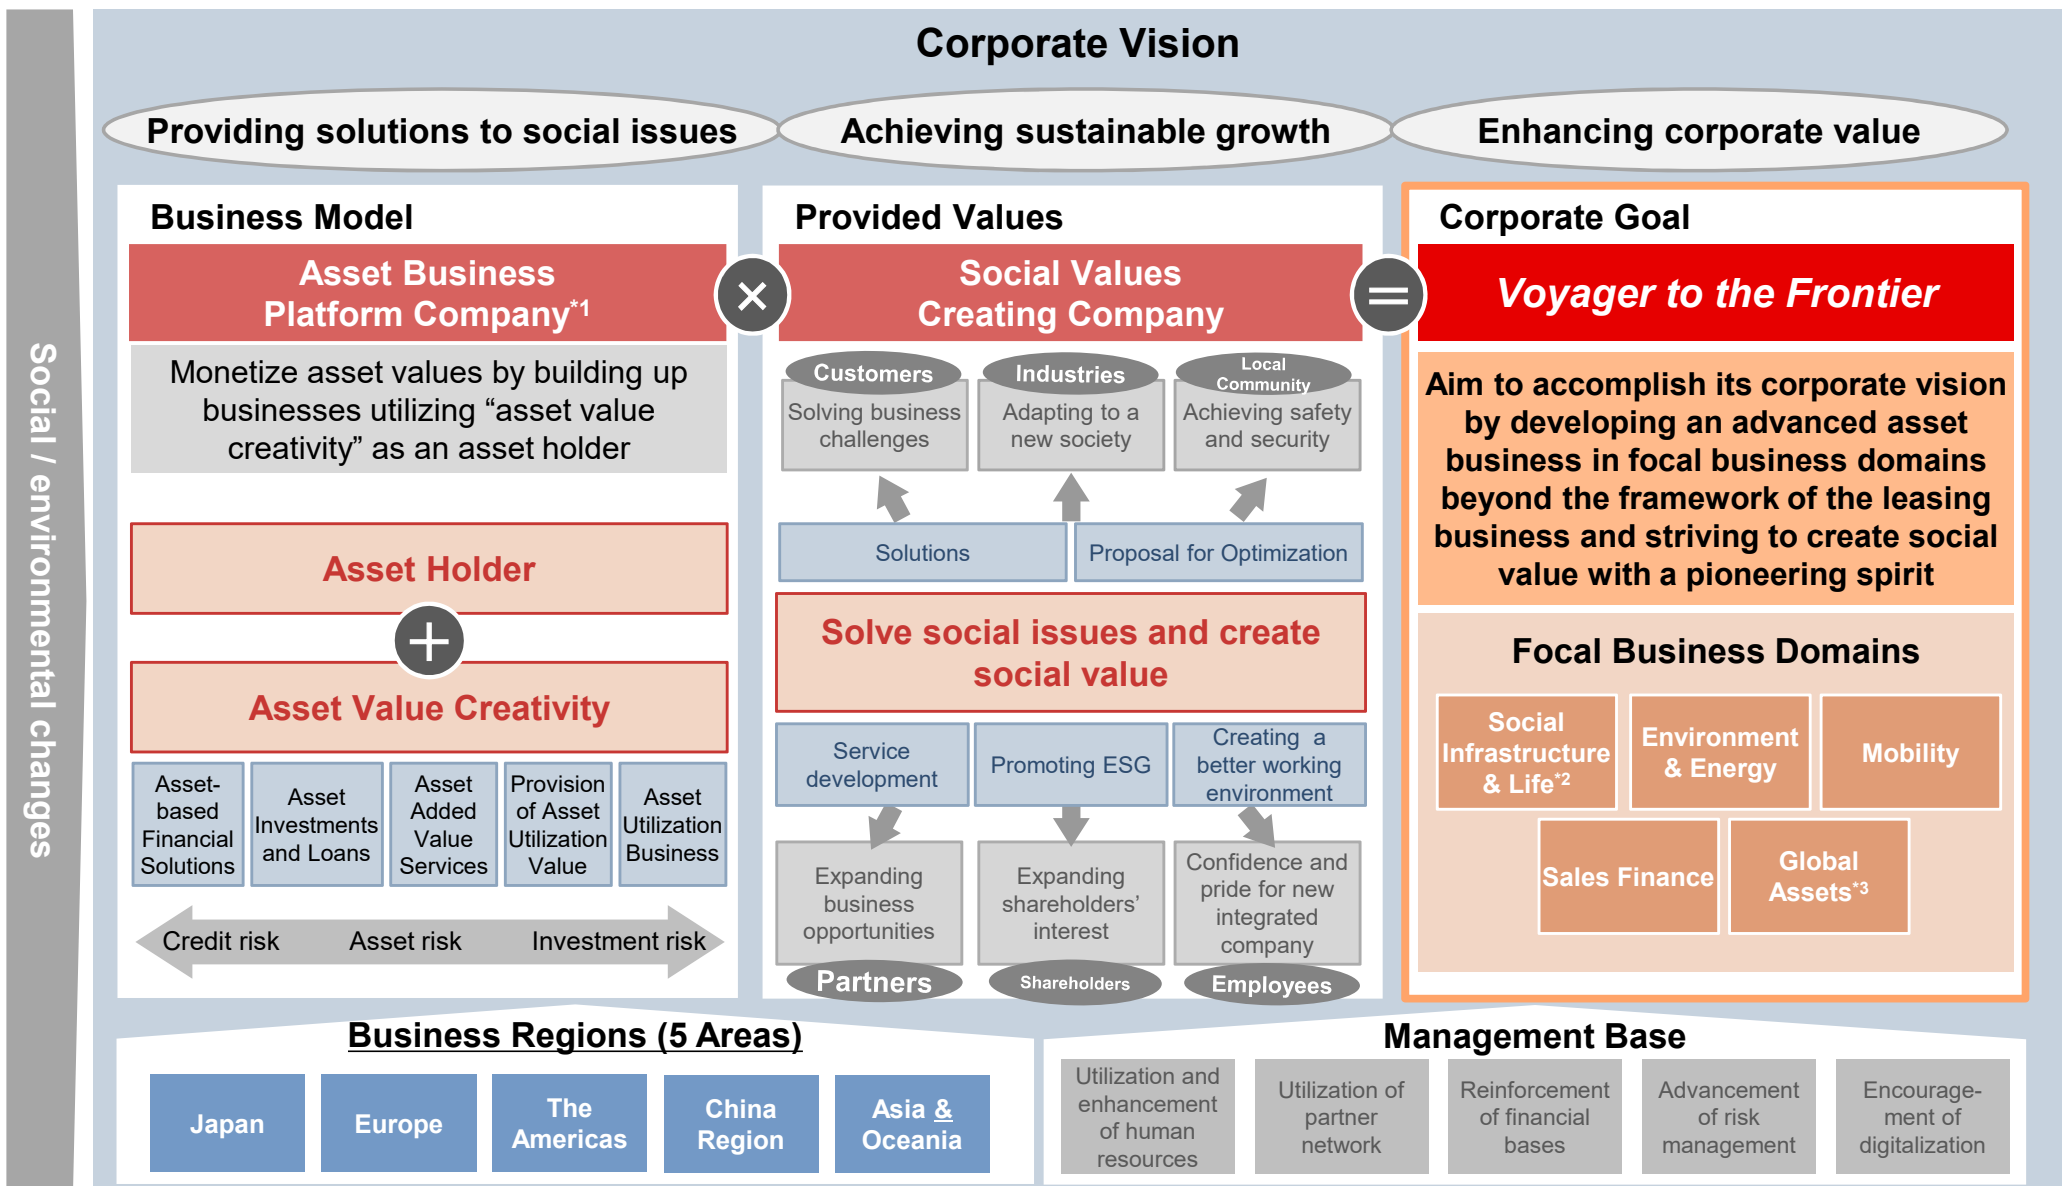 Corporate Vision
Providing solutions to social issues
Achieving sustainable growth
Enhancing corporate value
Social / environmental changes
Business Model
Asset Business
Platform Company*1
Monetize asset values by building up
businesses utilizing “asset value
creativity” as an asset holder
Asset Holder
+
Asset Value Creativity
Asset-
based
Financial
Solutions
Asset
Investments
and Loans
Asset
Added
Value
Services
Provision
of Asset
Utilization
Value
Asset
Utilization
Business
Credit risk
Asset risk
Investment risk
×
Provided Values
Social Values
Creating Company
Customers
Solving business
challenges
Industries
Adapting to a
new society
Local
Community
Achieving safety
and security
Solutions
Proposal for Optimization
Solve social issues and create
social value
Service
development
Promoting ESG
Creating a
better working
environment
Expanding
business
opportunities
Partners
Expanding
shareholders’
interest
Shareholders
Confidence and
pride for new
integrated
company
Employees
=
Corporate Goal
Voyager to the Frontier
Aim to accomplish its corporate vision
by developing an advanced asset
business in focal business domains
beyond the framework of the leasing
business and striving to create social
value with a pioneering spirit
Focal Business Domains
Social
Infrastructure
& Life*2
Environment
& Energy
Mobility
Sales Finance
Global
Assets*3
Business Regions (5 Areas)
Japan
Europe
The
Americas
China
Region
Asia &
Oceania
Management Base
Utilization and
enhancement
of human
resources
Utilization of
partner
network
Reinforcement
of financial
bases
Advancement
of risk
management
Encourage-
ment of
digitalization